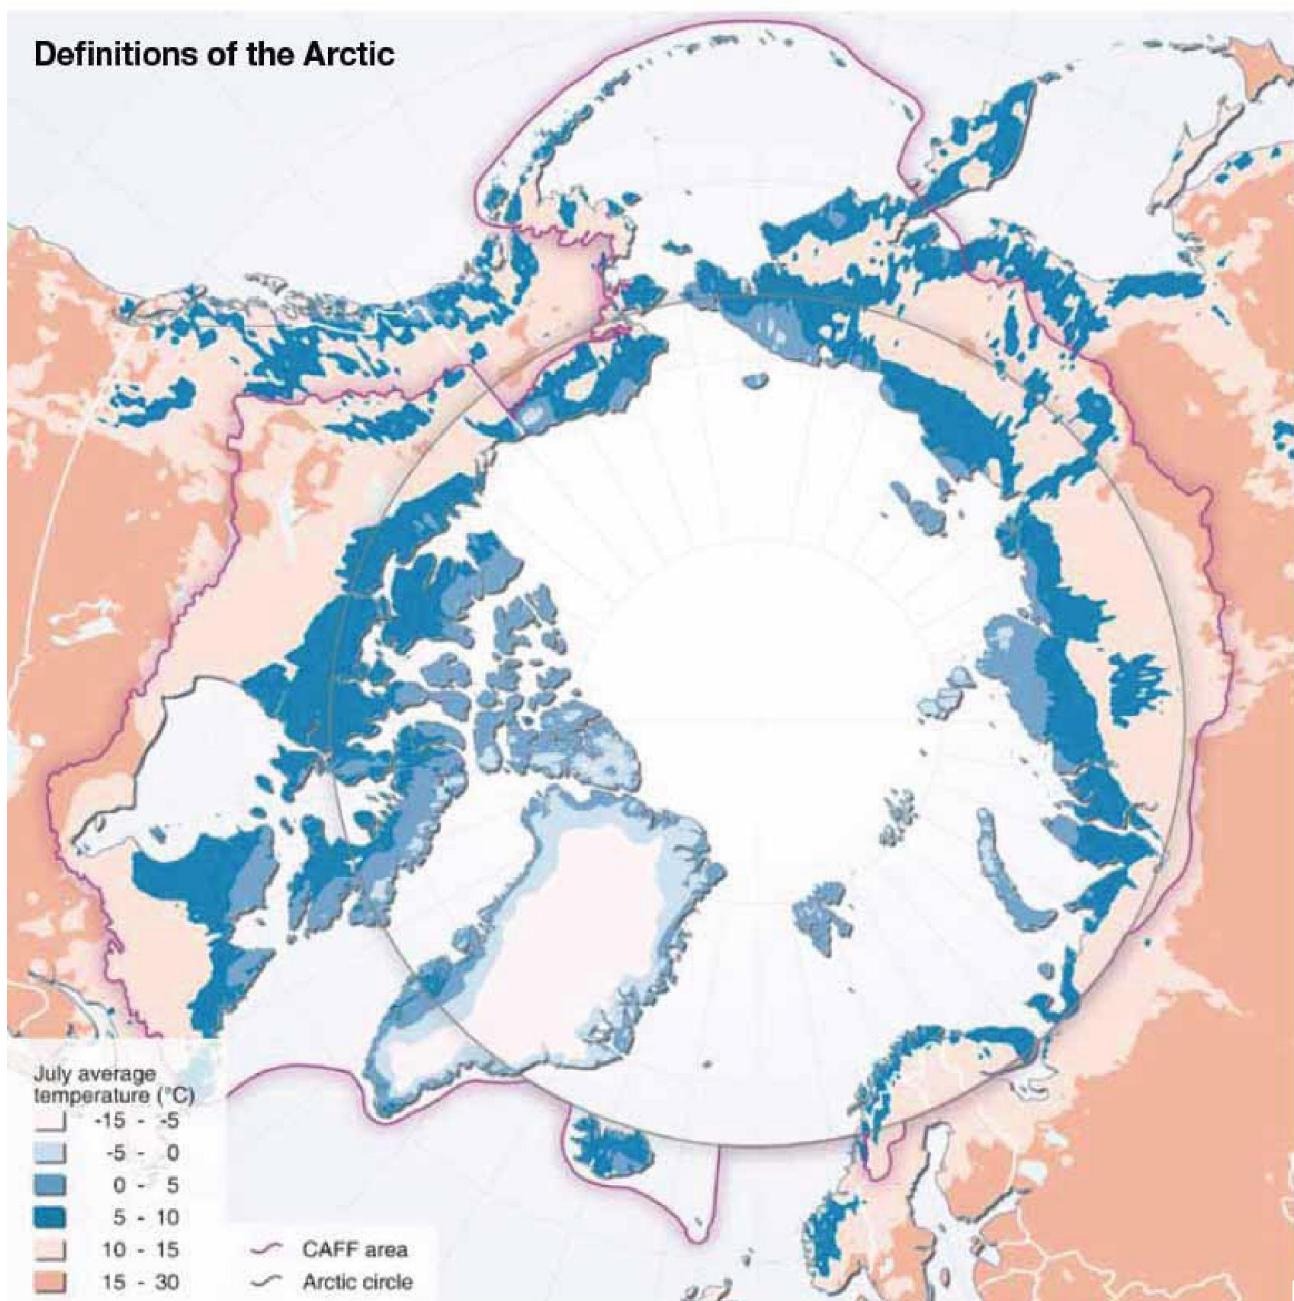 Definitions of the Arctic
July average
temperature (°C)
-15 - -5
-5 - 0
0 - 5
5 - 10
10 - 15
15 - 30
CAFF area
Arctic circle